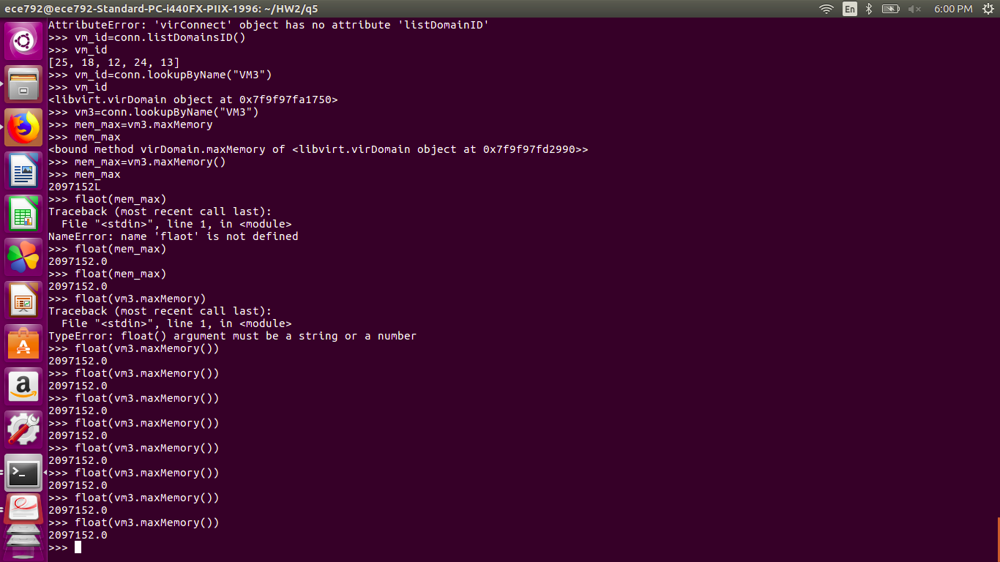 ece792@ece792-Standard-PC-i440FX-PIIX-1996: ~/HW2/q5
En
6:00 PM
AttributeError: 'virConnect' object has no attribute 'listDomainID'
>>> vm_id=conn.listDomainsID()
>>> vm_id
[25, 18, 12, 24, 13]
>>> vm_id=conn.lookupByName("VM3")
>>> vm_id
<libvirt.virDomain object at 0x7f9f97fa1750>
>>> vm3=conn.lookupByName("VM3")
>>> mem_max=vm3.maxMemory
>>> mem_max
<bound method virDomain.maxMemory of <libvirt.virDomain object at 0x7f9f97fd2990>>
>>> mem_max=vm3.maxMemory()
>>> mem_max
2097152L
>>> flaot(mem_max)
Traceback (most recent call last):
  File "<stdin>", line 1, in <module>
NameError: name 'flaot' is not defined
>>> float(mem_max)
2097152.0
>>> float(mem_max)
2097152.0
>>> float(vm3.maxMemory)
Traceback (most recent call last):
  File "<stdin>", line 1, in <module>
TypeError: float() argument must be a string or a number
>>> float(vm3.maxMemory())
2097152.0
>>> float(vm3.maxMemory())
2097152.0
>>> float(vm3.maxMemory())
2097152.0
>>> float(vm3.maxMemory())
2097152.0
>>> float(vm3.maxMemory())
2097152.0
>>> float(vm3.maxMemory())
2097152.0
>>> float(vm3.maxMemory())
2097152.0
>>> float(vm3.maxMemory())
2097152.0
>>>